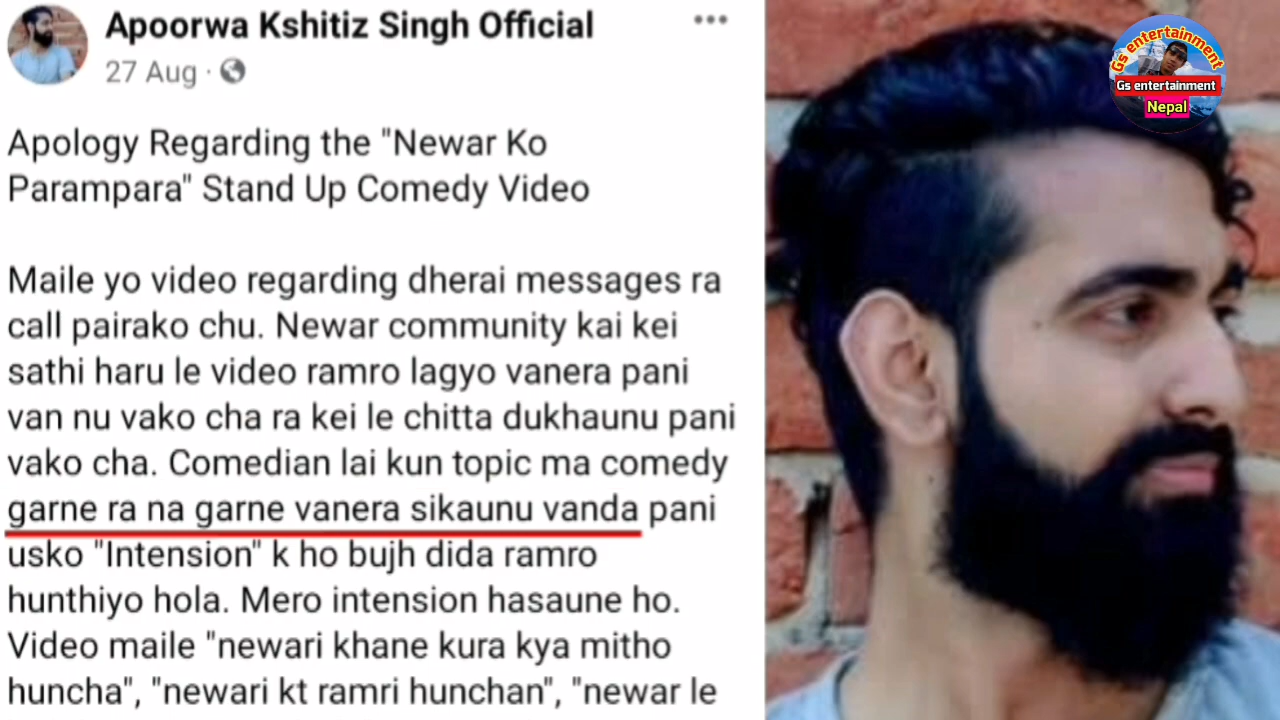 Apoorwa Kshitiz Singh Official
27 Aug ·
Apology Regarding the "Newar Ko
Parampara" Stand Up Comedy Video
Maile yo video regarding dherai messages ra
call pairako chu. Newar community kai kei
sathi haru le video ramro lagyo vanera pani
van nu vako cha ra kei le chitta dukhaunu pani
vako cha. Comedian lai kun topic ma comedy
garne ra na garne vanera sikaunu vanda pani
usko "Intension" k ho bujh dida ramro
hunthiyo hola. Mero intension hasaune ho.
Video maile "newari khane kura kya mitho
huncha", "newari kt ramri hunchan", "newar le
Gs entertainment
Gs entertainment
Nepal